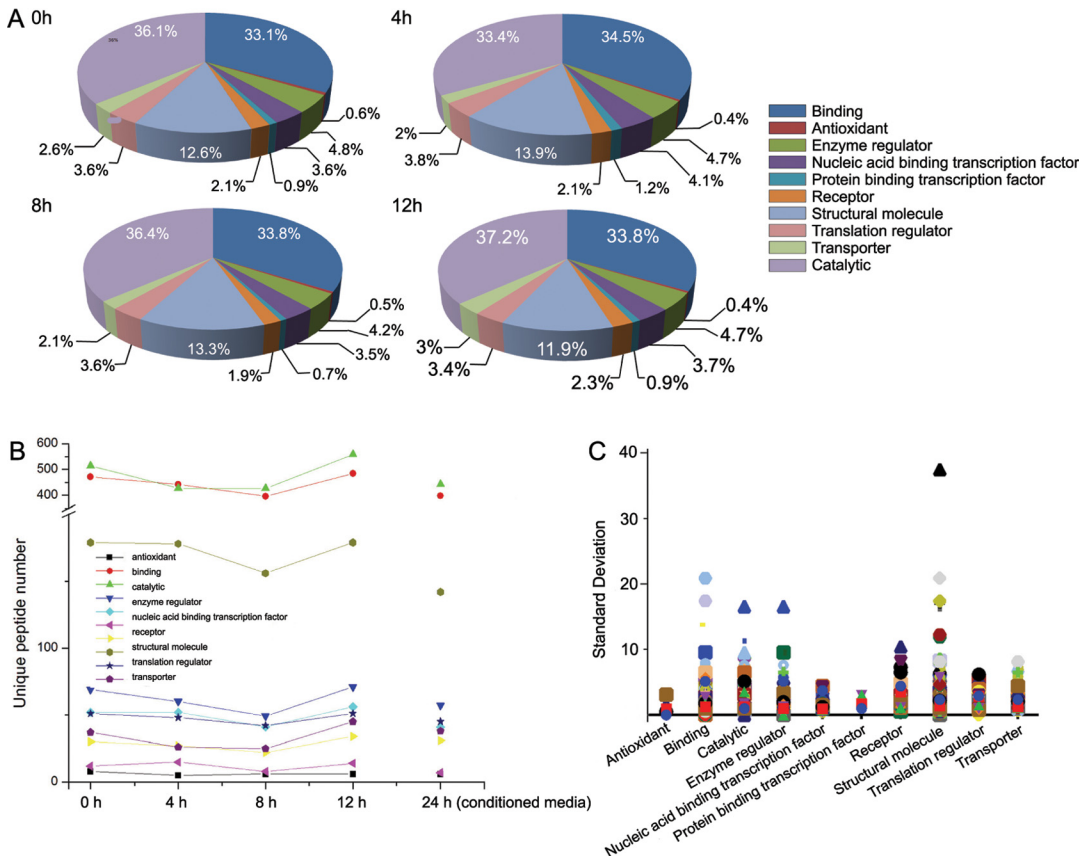 A
0h
36.1%
33.1%
0.6%
4.8%
3.6%
0.9%
2.1%
12.6%
3.6%
2.6%
4h
33.4%
34.5%
0.4%
4.7%
4.1%
1.2%
2.1%
13.9%
3.8%
2%
8h
36.4%
33.8%
0.5%
4.2%
3.5%
0.7%
1.9%
13.3%
3.6%
2.1%
12h
37.2%
33.8%
0.4%
4.7%
3.7%
0.9%
2.3%
11.9%
3.4%
3%
Binding
Antioxidant
Enzyme regulator
Nucleic acid binding transcription factor
Protein binding transcription factor
Receptor
Structural molecule
Translation regulator
Transporter
Catalytic
B
Unique peptide number
600
500
400
100
0
antioxidant
binding
catalytic
enzyme regulator
nucleic acid binding transcription factor
receptor
structural molecule
translation regulator
transporter
0 h
4 h
8 h
12 h
24 h (conditioned media)
C
Standard Deviation
40
30
20
10
0
Antioxidant
Binding
Catalytic
Enzyme regulator
Nucleic acid binding transcription factor
Protein binding transcription factor
Receptor
Structural molecule
Translation regulator
Transporter